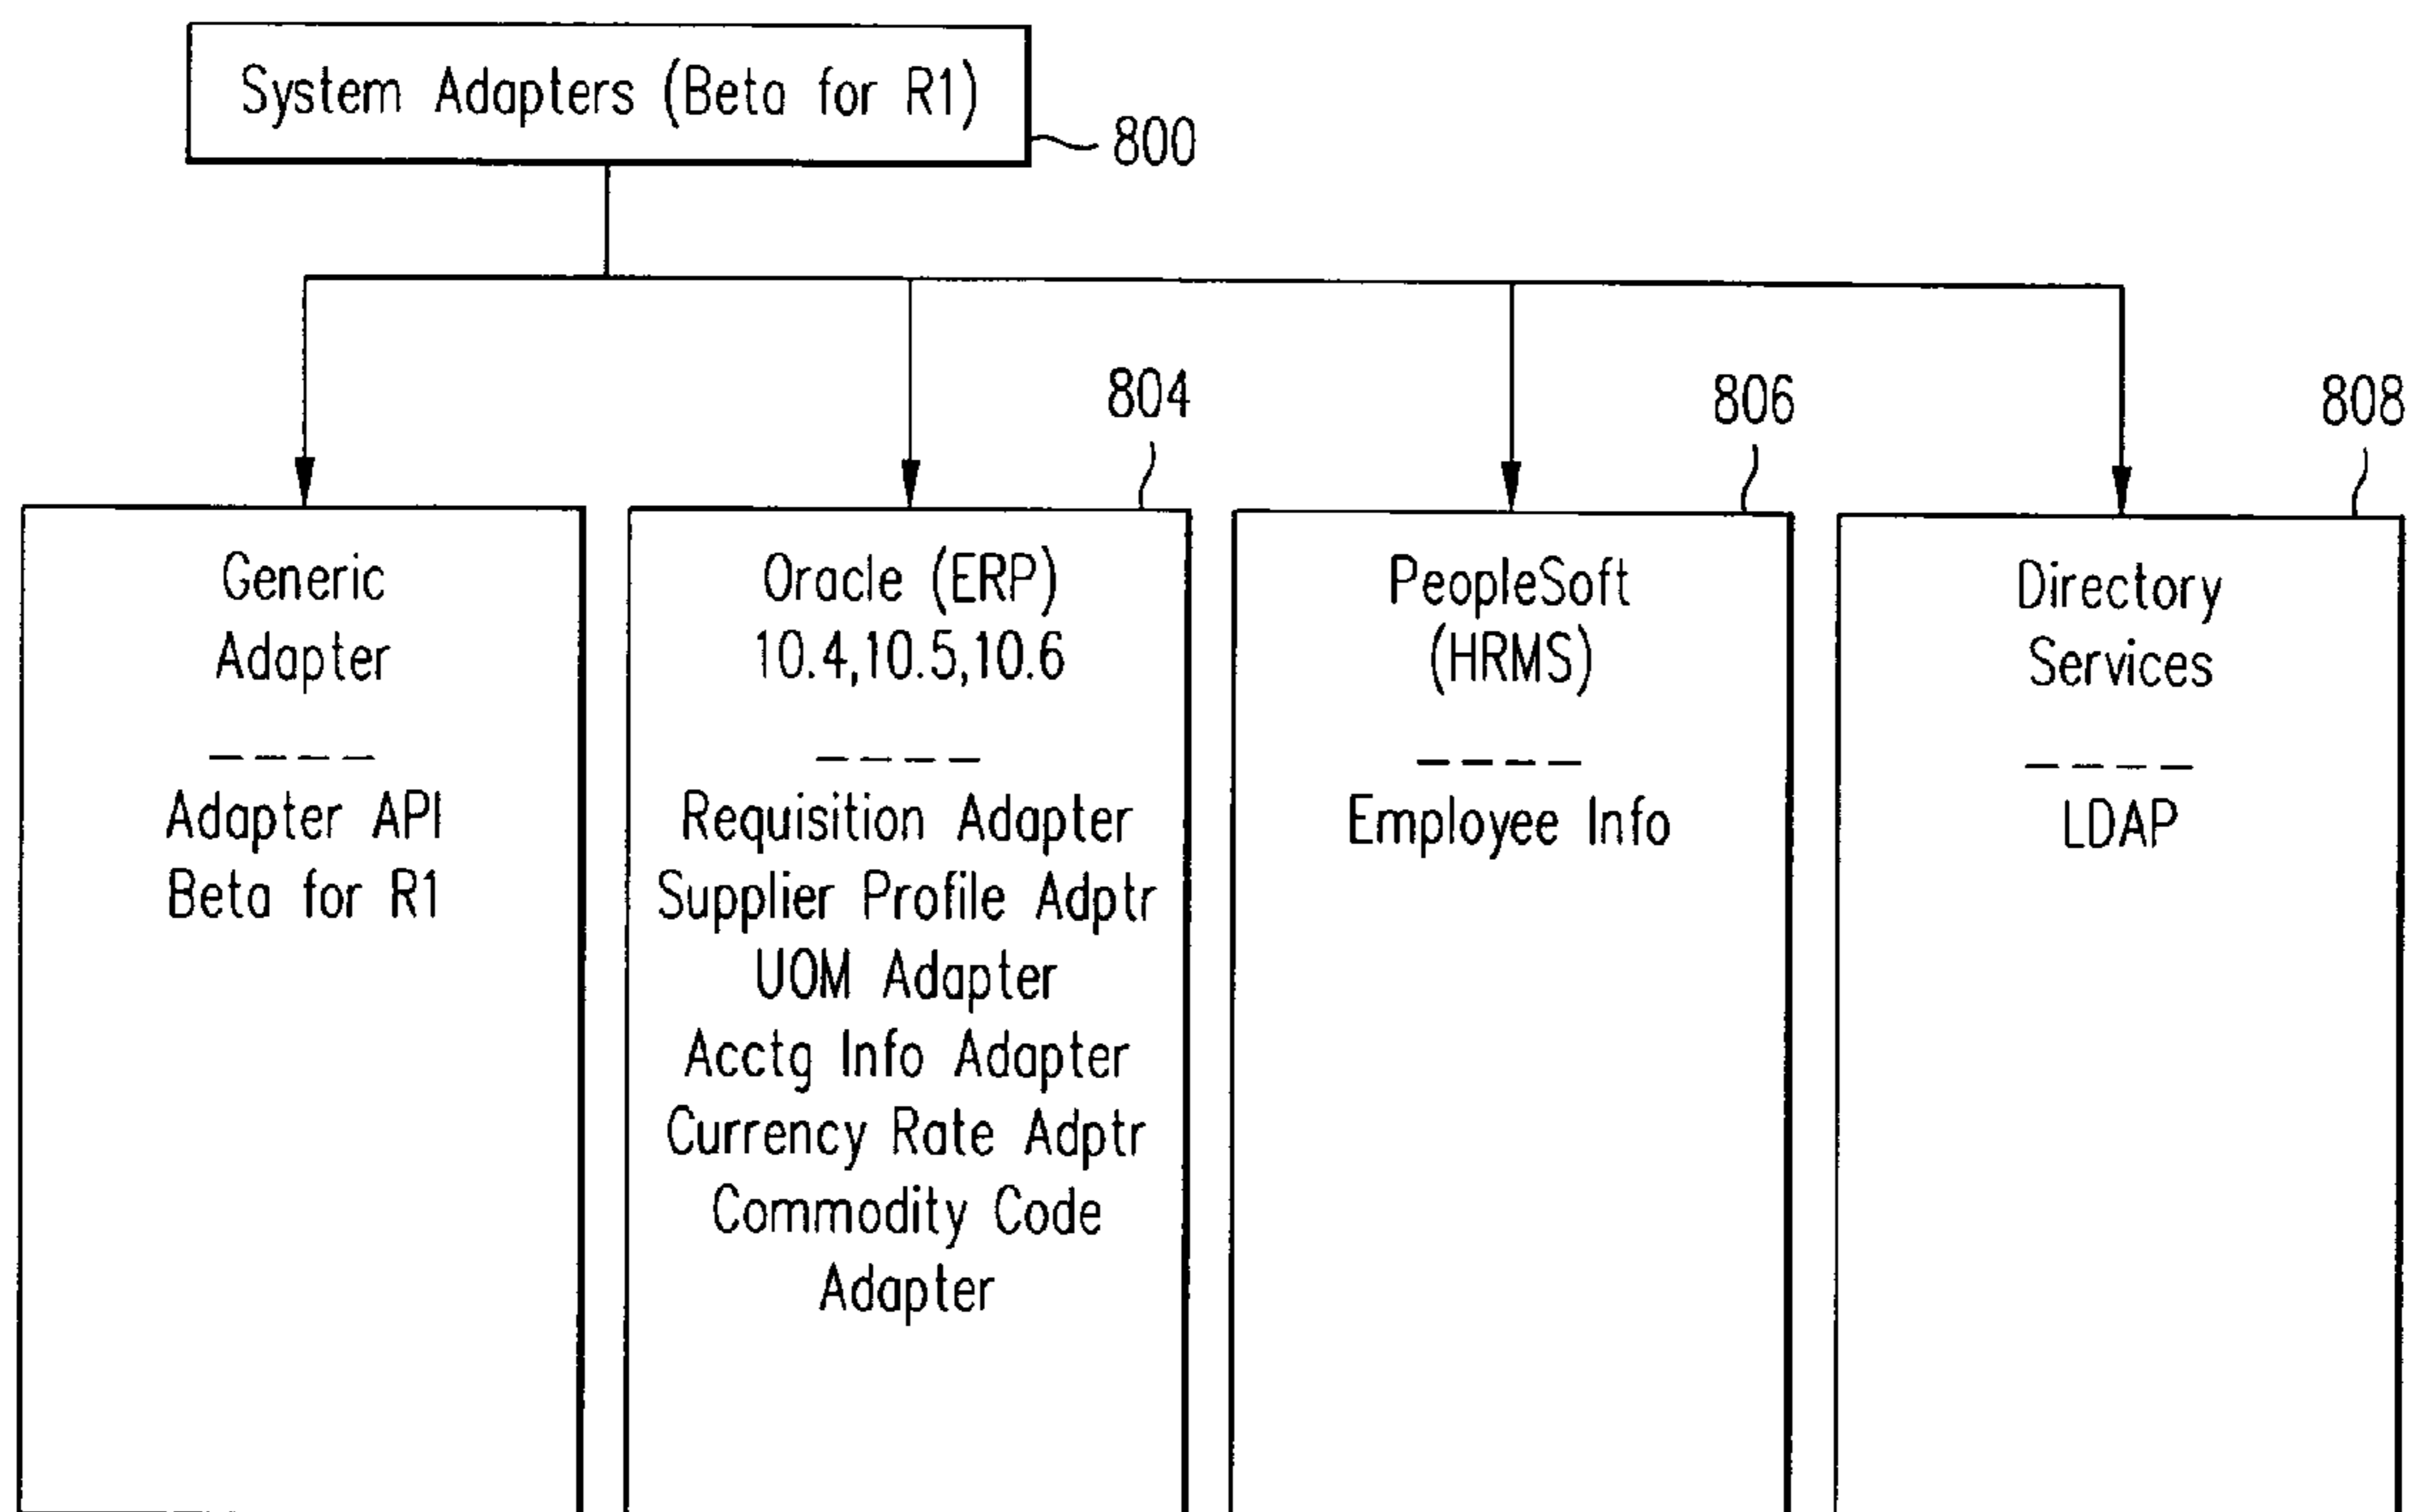 System Adapters (Beta for R1)
800
804
806
808
Generic
Adapter
Adapter API
Beta for R1
Oracle (ERP)
10.4,10.5,10.6
Requisition Adapter
Supplier Profile Adptr
UOM Adapter
Acctg Info Adapter
Currency Rate Adptr
Commodity Code
Adapter
PeopleSoft
(HRMS)
Employee Info
Directory
Services
LDAP